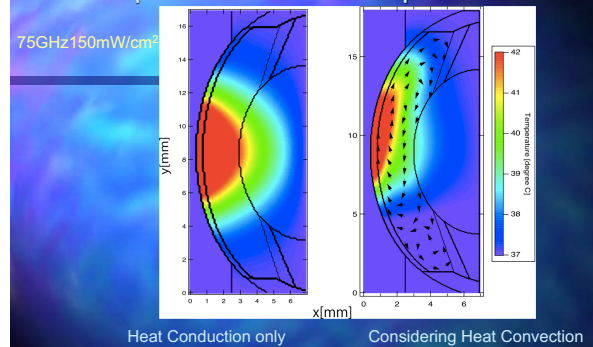 75GHz150mW/cm²
y[mm]
16
14
12
10
8
6
4
2
0
0 1 2 3 4 5 6
15
10
5
0
0 2 4 6
x[mm]
42
41
40
39
38
37
Temperature [degree C]
Heat Conduction only
Considering Heat Convection